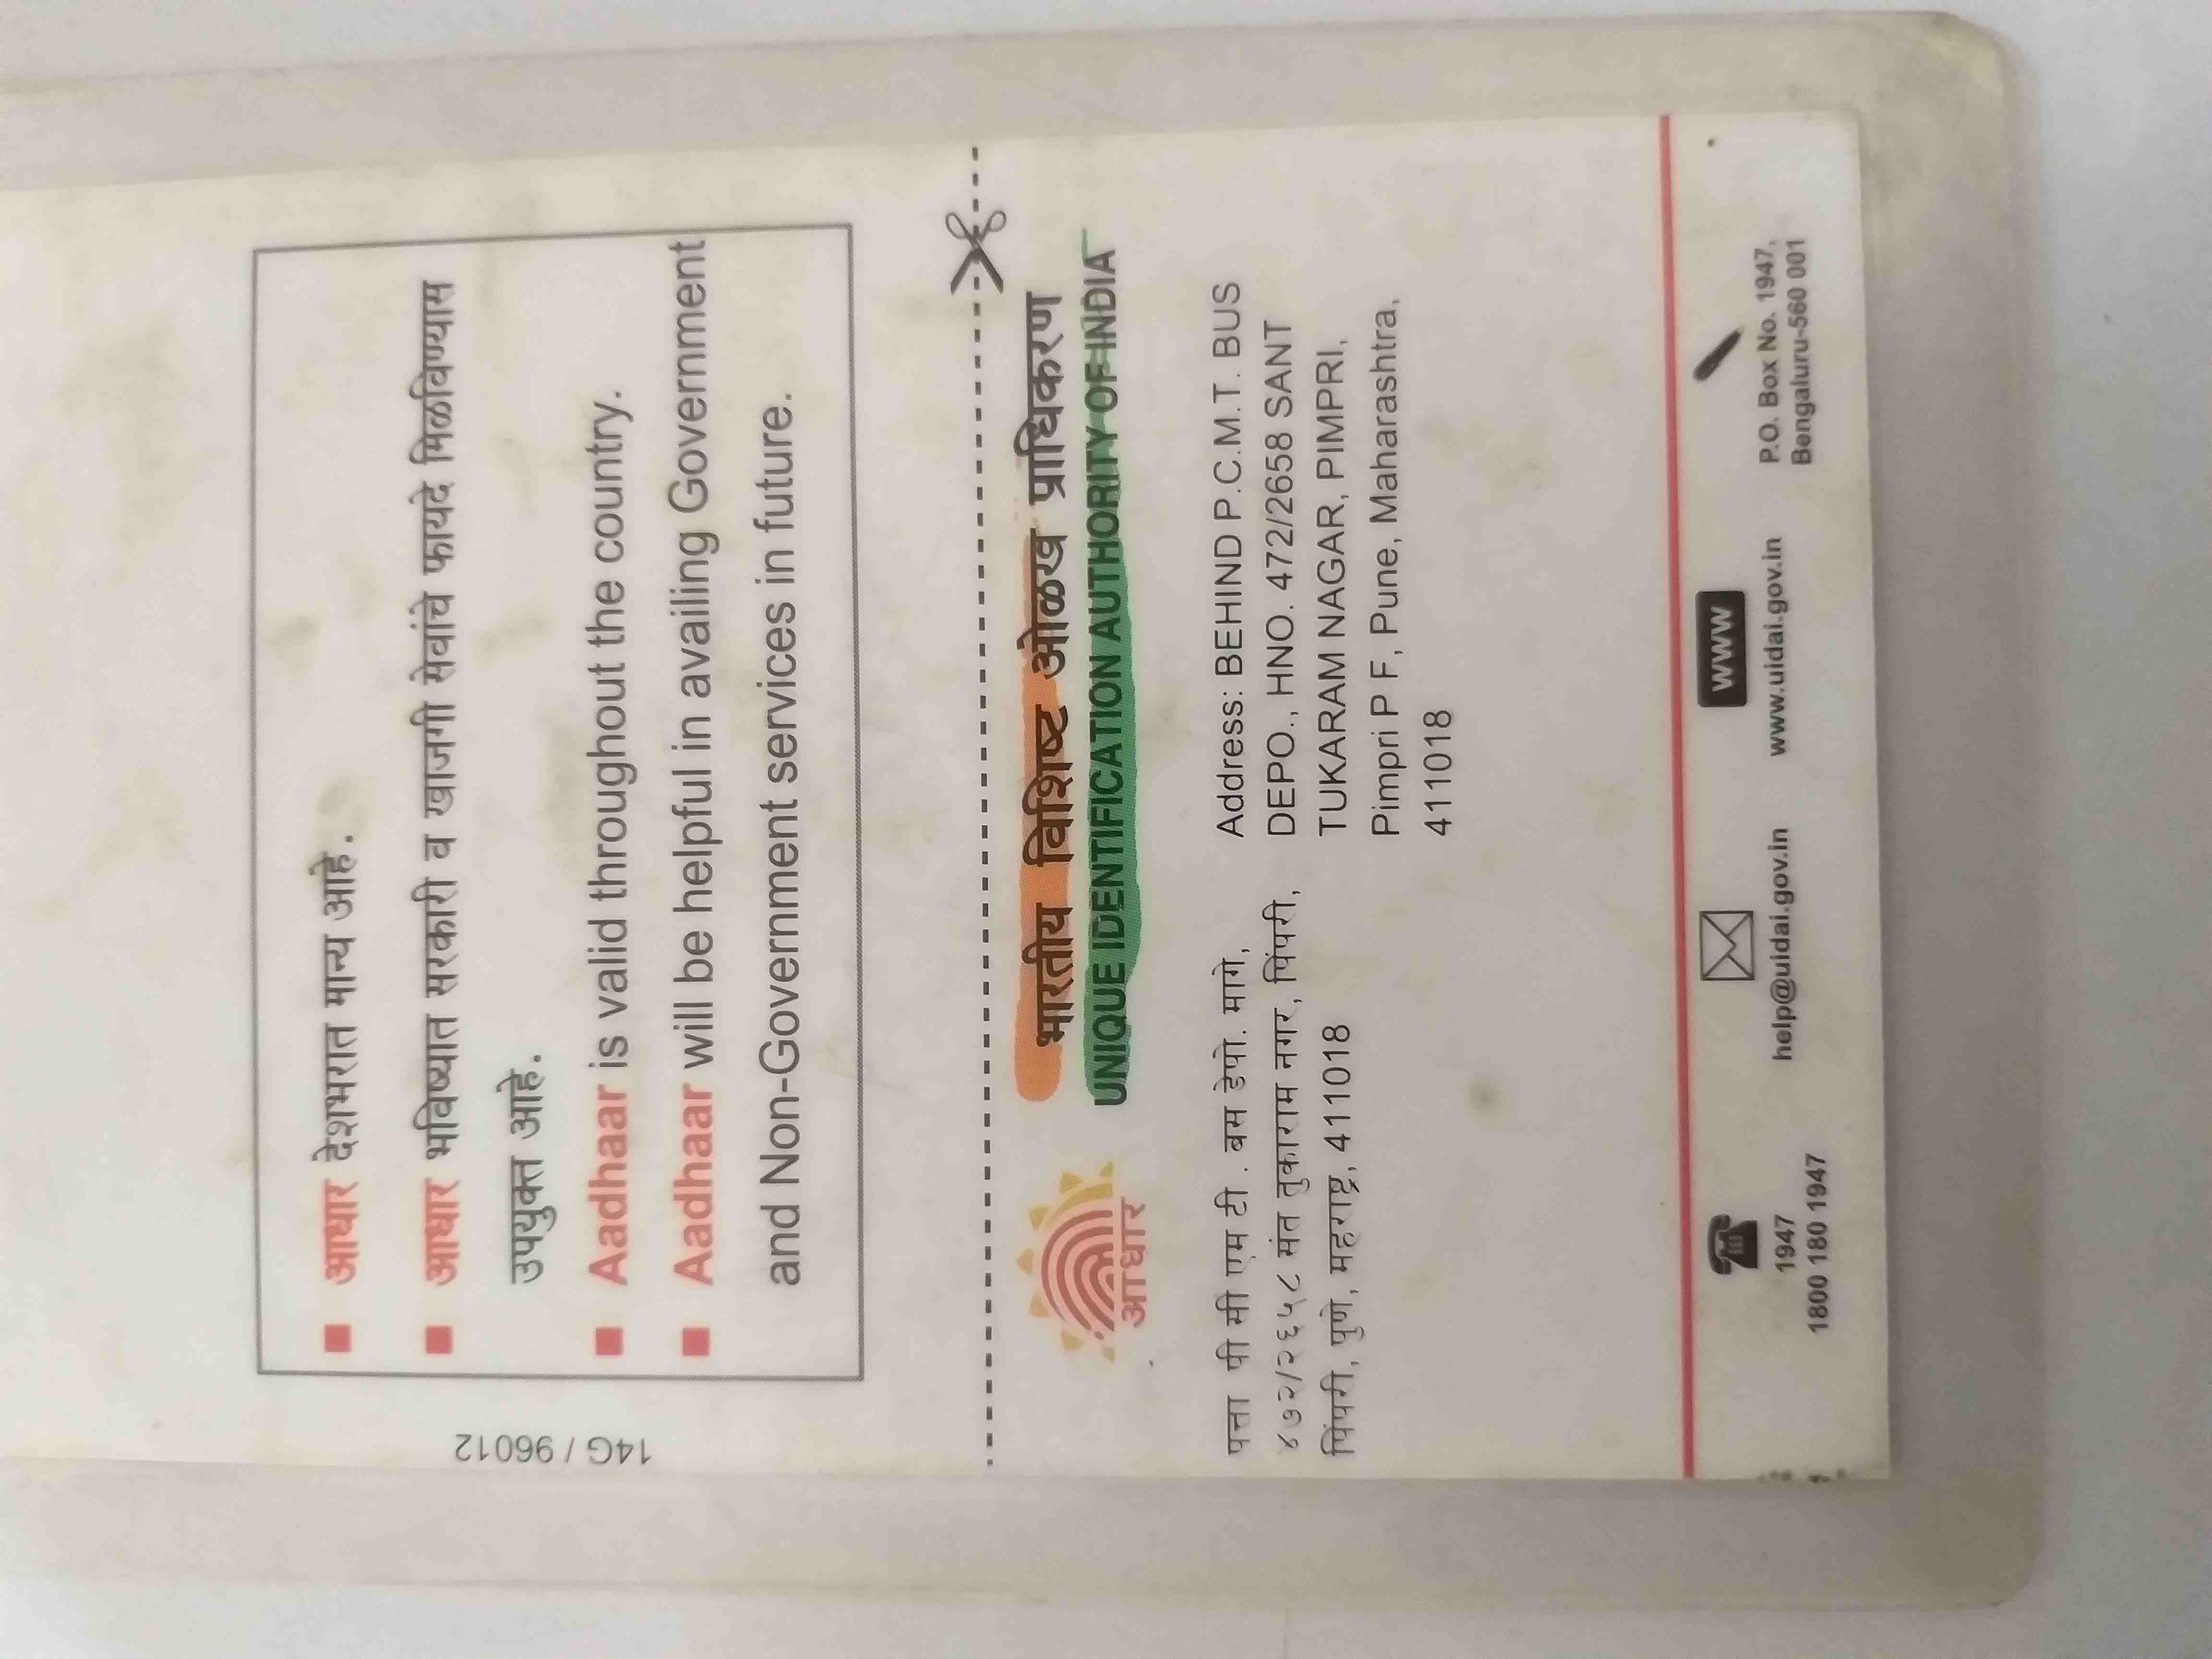 आधार देशभरात मान्य आहे.
आधार भविष्यात सरकारी व खाजगी सेवांचे फायदे मिळविण्यास
उपयुक्त आहे.
Aadhaar is valid throughout the country.
Aadhaar will be helpful in availing Government
and Non-Government services in future.
14G / 96012
भारतीय विशिष्ट ओळख प्राधिकरण
UNIQUE IDENTIFICATION AUTHORITY OF INDIA
आधार
पत्ता पी सी एम टी . बस डेपो. मागे,
४७२/२६५८ संत तुकाराम नगर, पिंपरी,
पिंपरी, पुणे, महराष्ट्र, 411018
Address: BEHIND P.C.M.T. BUS
DEPO., HNO. 472/2658 SANT
TUKARAM NAGAR, PIMPRI,
Pimpri P F, Pune, Maharashtra,
411018
1947
1800 180 1947
help@uidai.gov.in
WWW
www.uidai.gov.in
P.O. Box No. 1947,
Bengaluru-560 001